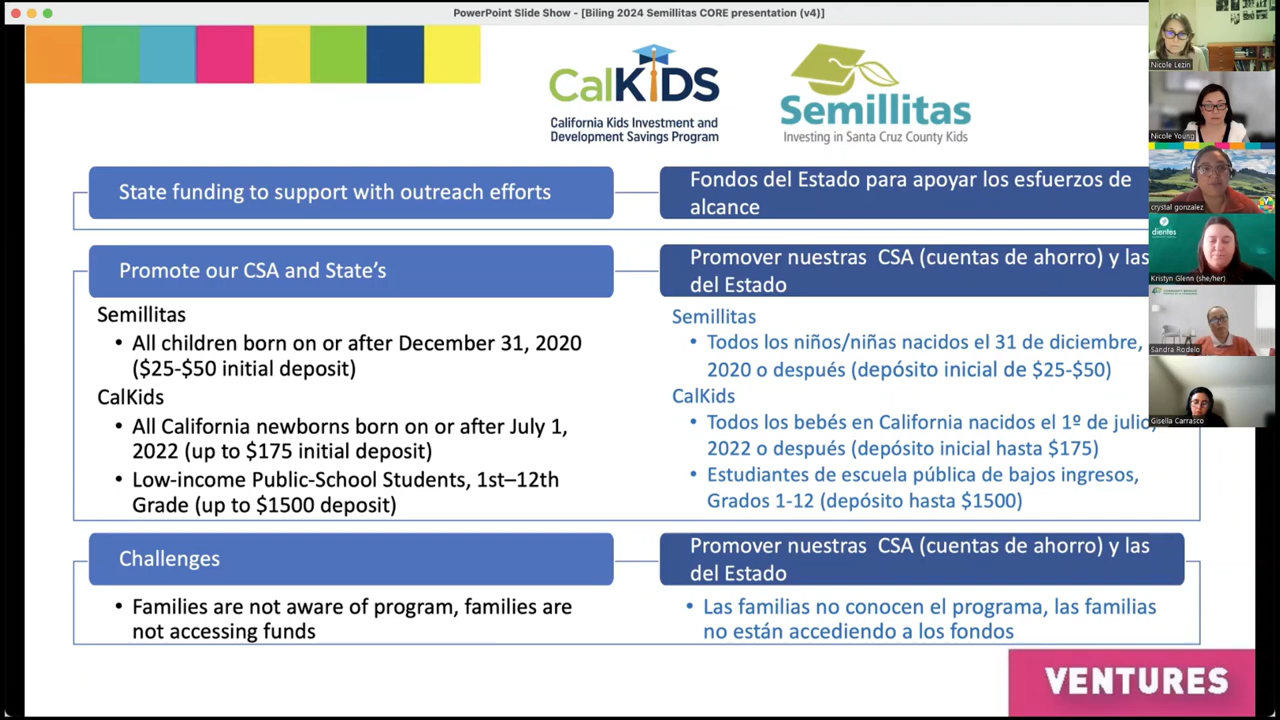 PowerPoint Slide Show - [Biling 2024 Semillitas CORE presentation (v4)]
CalKIDS
California Kids Investment and
Development Savings Program
Semillitas
Investing in Santa Cruz County Kids
State funding to support with outreach efforts
Promote our CSA and State’s
Semillitas
• All children born on or after December 31, 2020
($25-$50 initial deposit)
CalKids
• All California newborns born on or after July 1,
2022 (up to $175 initial deposit)
• Low-income Public-School Students, 1st–12th
Grade (up to $1500 deposit)
Challenges
• Families are not aware of program, families are
not accessing funds
Fondos del Estado para apoyar los esfuerzos de
alcance
Promover nuestras CSA (cuentas de ahorro) y las
del Estado
Semillitas
• Todos los niños/niñas nacidos el 31 de diciembre,
2020 o después (depósito inicial de $25-$50)
CalKids
• Todos los bebés en California nacidos el 1º de julio,
2022 o después (depósito inicial hasta $175)
• Estudiantes de escuela pública de bajos ingresos,
Grados 1-12 (depósito hasta $1500)
Promover nuestras CSA (cuentas de ahorro) y las
del Estado
• Las familias no conocen el programa, las familias
no están accediendo a los fondos
VENTURES
Nicole Lezin
Nicole Young
crystal gonzalez
dientes
Kristyn Glenn (she/her)
Sandra Rodelo
Gisella Carrasco